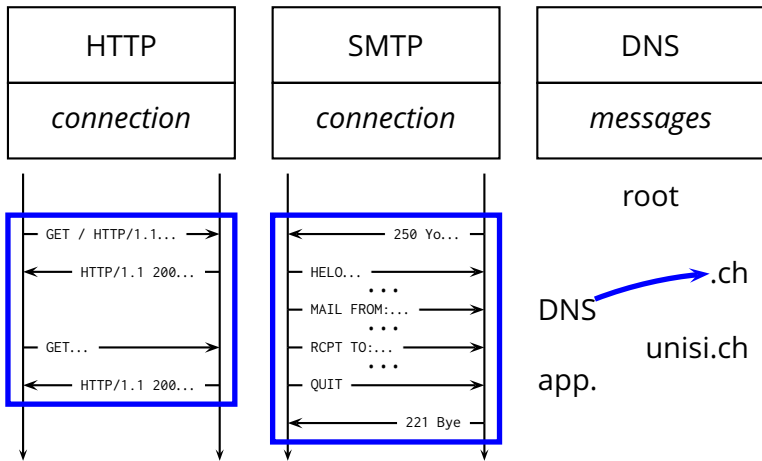 HTTP
connection
GET / HTTP/1.1...
HTTP/1.1 200...
GET...
HTTP/1.1 200...
SMTP
connection
250 Yo...
HELO...
...
MAIL FROM:...
...
RCPT TO:...
...
QUIT
221 Bye
DNS
messages
root
.ch
DNS
unisi.ch
app.